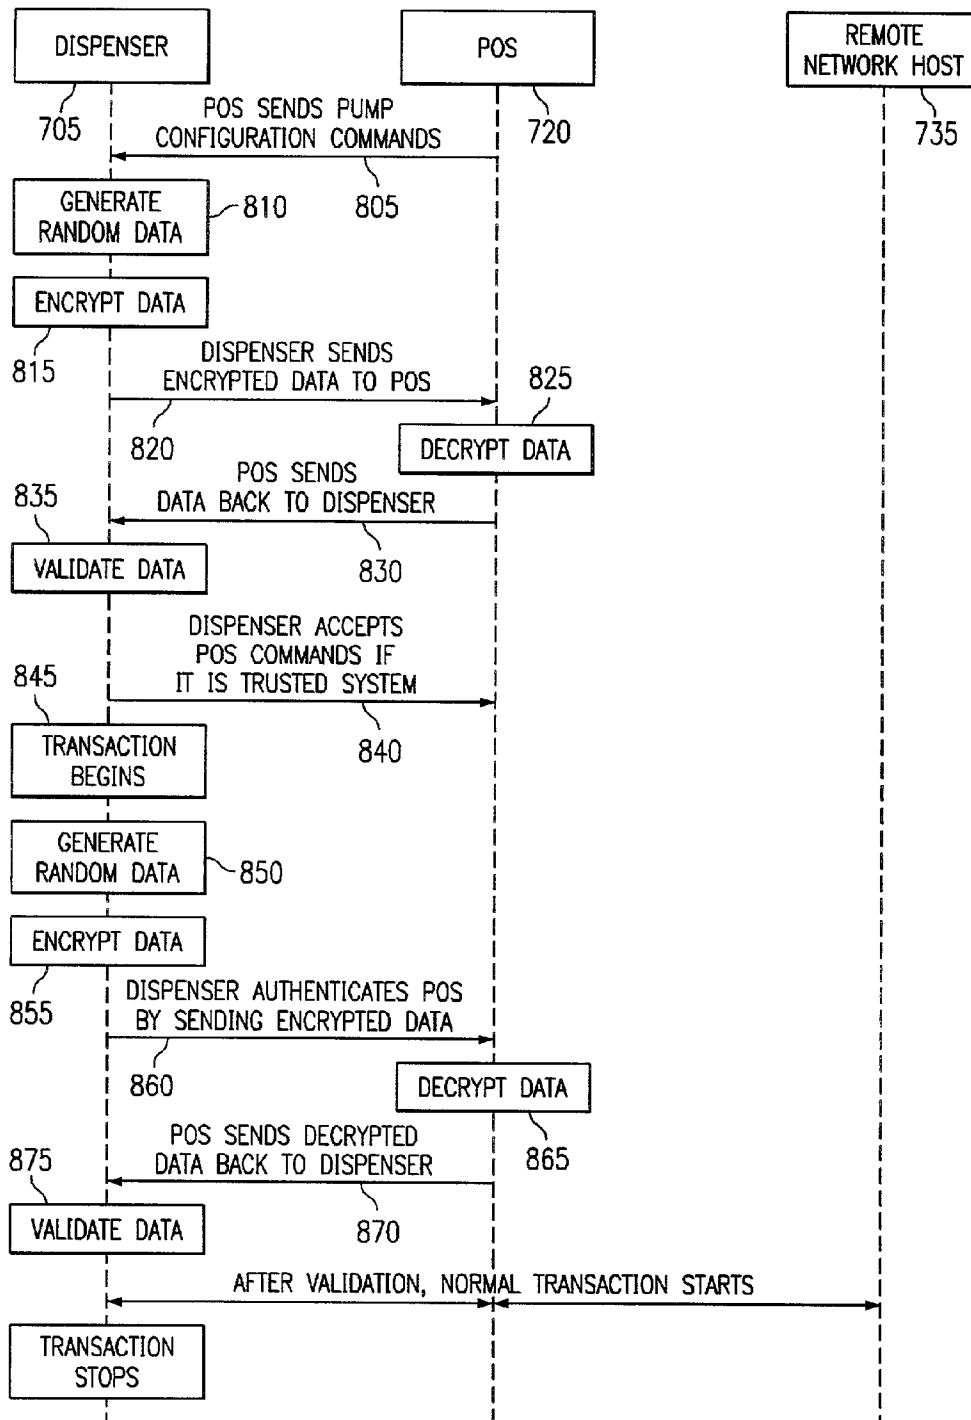 DISPENSER
POS
REMOTE
NETWORK HOST
705
720
735
POS SENDS PUMP
CONFIGURATION COMMANDS
805
GENERATE
RANDOM DATA
810
ENCRYPT DATA
815
DISPENSER SENDS
ENCRYPTED DATA TO POS
820
825
DECRYPT DATA
POS SENDS
DATA BACK TO DISPENSER
830
835
VALIDATE DATA
DISPENSER ACCEPTS
POS COMMANDS IF
IT IS TRUSTED SYSTEM
840
845
TRANSACTION
BEGINS
GENERATE
RANDOM DATA
850
ENCRYPT DATA
855
DISPENSER AUTHENTICATES POS
BY SENDING ENCRYPTED DATA
860
DECRYPT DATA
865
POS SENDS DECRYPTED
DATA BACK TO DISPENSER
870
875
VALIDATE DATA
AFTER VALIDATION, NORMAL TRANSACTION STARTS
TRANSACTION
STOPS